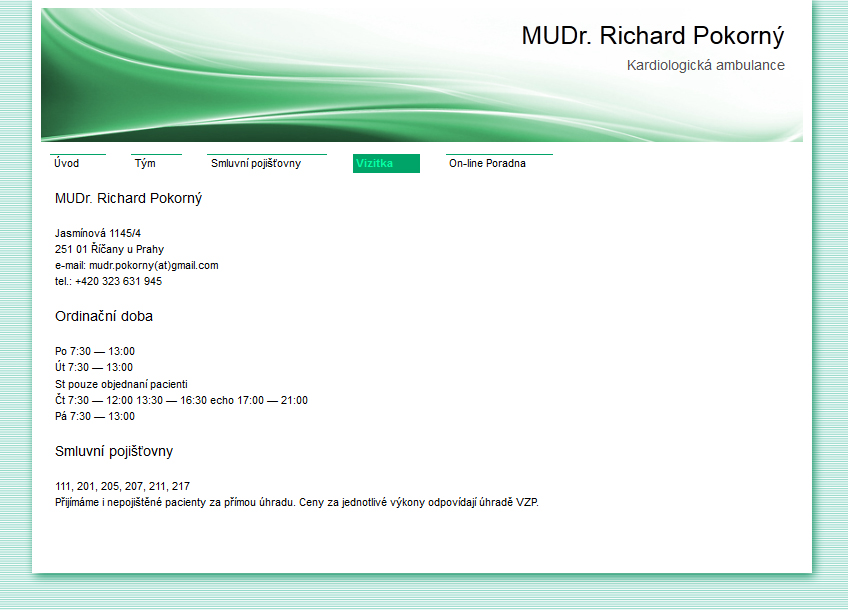 MUDr. Richard Pokorný
Kardiologická ambulance
Úvod
Tým
Smluvní pojišťovny
Vizitka
On-line Poradna
MUDr. Richard Pokorný
Jasmínová 1145/4
251 01 Říčany u Prahy
e-mail: mudr.pokorny(at)gmail.com
tel.: +420 323 631 945
Ordinační doba
Po 7:30 — 13:00
Út 7:30 — 13:00
St pouze objednaní pacienti
Čt 7:30 — 12:00 13:30 — 16:30 echo 17:00 — 21:00
Pá 7:30 — 13:00
Smluvní pojišťovny
111, 201, 205, 207, 211, 217
Přijímáme i nepojištěné pacienty za přímou úhradu. Ceny za jednotlivé výkony odpovídají úhradě VZP.